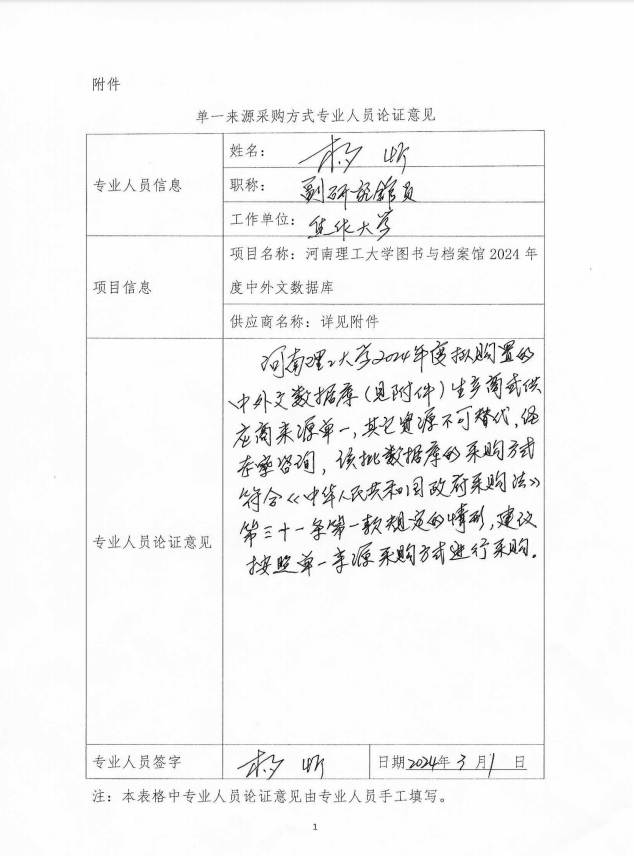 附件
单一来源采购方式专业人员论证意见
专业人员信息
姓名：杨昕
职称：副研究馆员
工作单位：大学
项目信息
项目名称：河南理工大学图书与档案馆 2024 年
度中外文数据库
供应商名称：详见附件
专业人员论证意见
河南理工大学2024年度拟购置的
中外文数据库（见附件）生产商或供
应商来源单一，其它资源不可替代，经
咨询，该批数据库的采购方式
符合《中华人民共和国政府采购法》
第三十一条第一款规定的情形，建议
按照单一来源采购方式进行采购。
专业人员签字
杨昕
日期2024年3月1日
注：本表格中专业人员论证意见由专业人员手工填写。
1